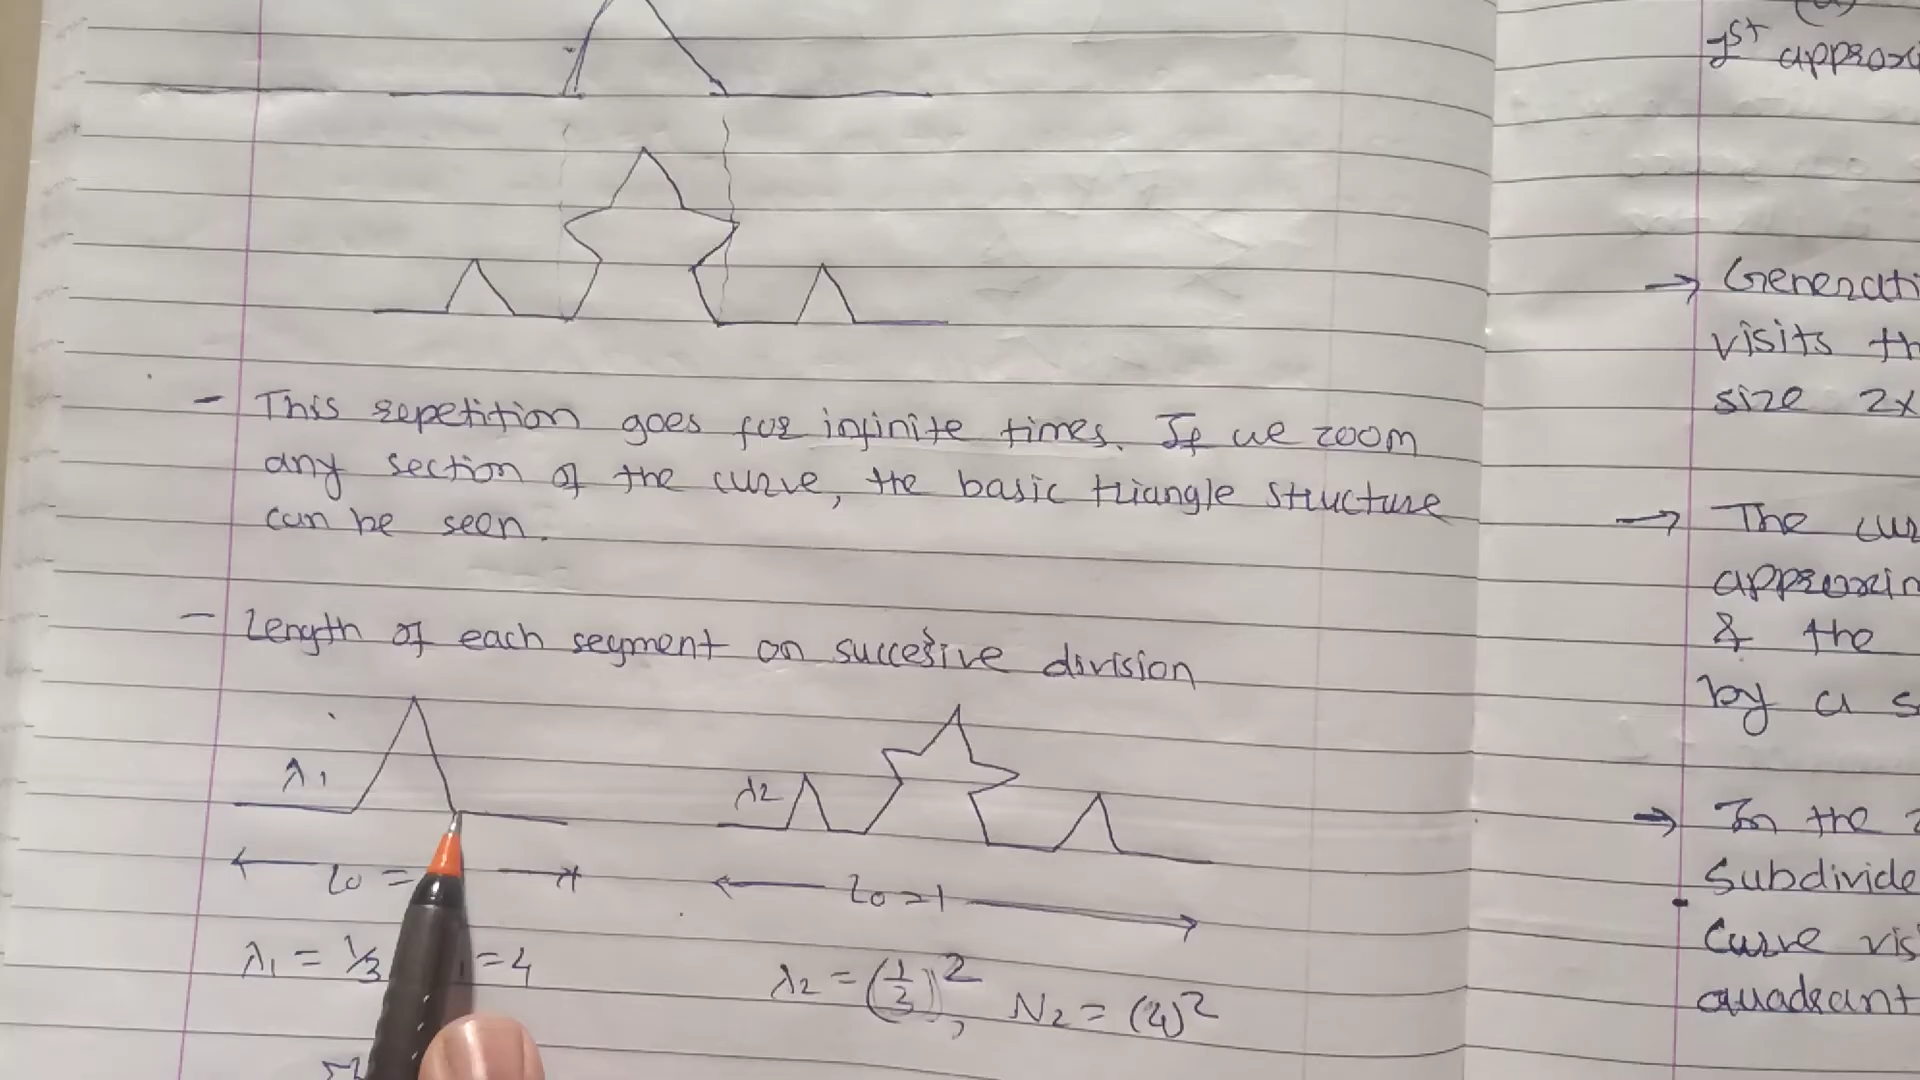 - This repetition goes for infinite times. If we zoom
any section of the curve, the basic triangle structure
can be seen.
- Length of each segment on succesive division
λ1
λ2
l0 =
l0 = 1
λ1 = 1/3 = 4
λ2 = (1/3)^2, N2 = (4)^2
1st approxi
→ Generati
visits th
size 2x
→ The cur
approxim
& the
by a s
→ In the
Subdivide
Curve vis
quadrant